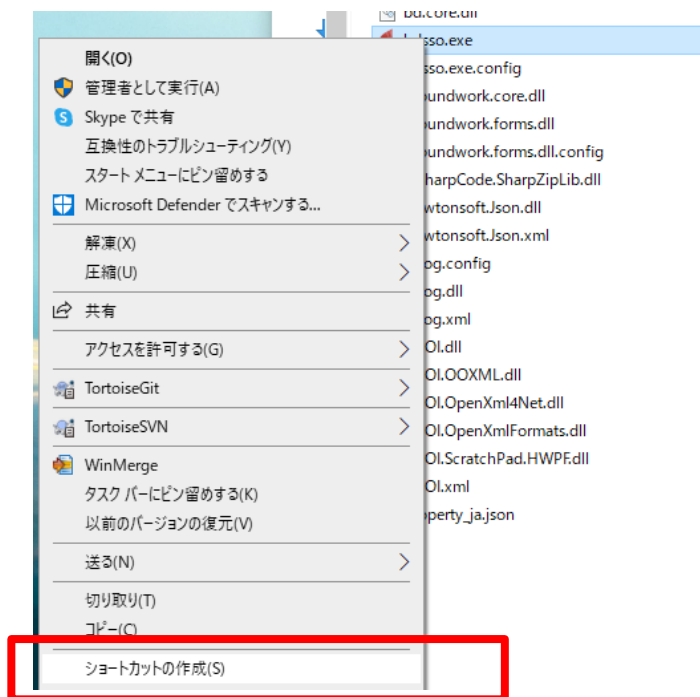 開く(O)
管理者として実行(A)
Skype で共有
互換性のトラブルシューティング(Y)
スタート メニューにピン留めする
Microsoft Defender でスキャンする...
解凍(X)
圧縮(U)
共有
アクセスを許可する(G)
TortoiseGit
TortoiseSVN
WinMerge
タスク バーにピン留めする(K)
以前のバージョンの復元(V)
送る(N)
切り取り(T)
コピー(C)
ショートカットの作成(S)
bd.core.dll
sso.exe
sso.exe.config
undwork.core.dll
undwork.forms.dll
undwork.forms.dll.config
harpCode.SharpZipLib.dll
wtonsoft.Json.dll
wtonsoft.Json.xml
og.config
og.dll
og.xml
OI.dll
OI.OOXML.dll
OI.OpenXml4Net.dll
OI.OpenXmlFormats.dll
OI.ScratchPad.HWPF.dll
OI.xml
perty_ja.json